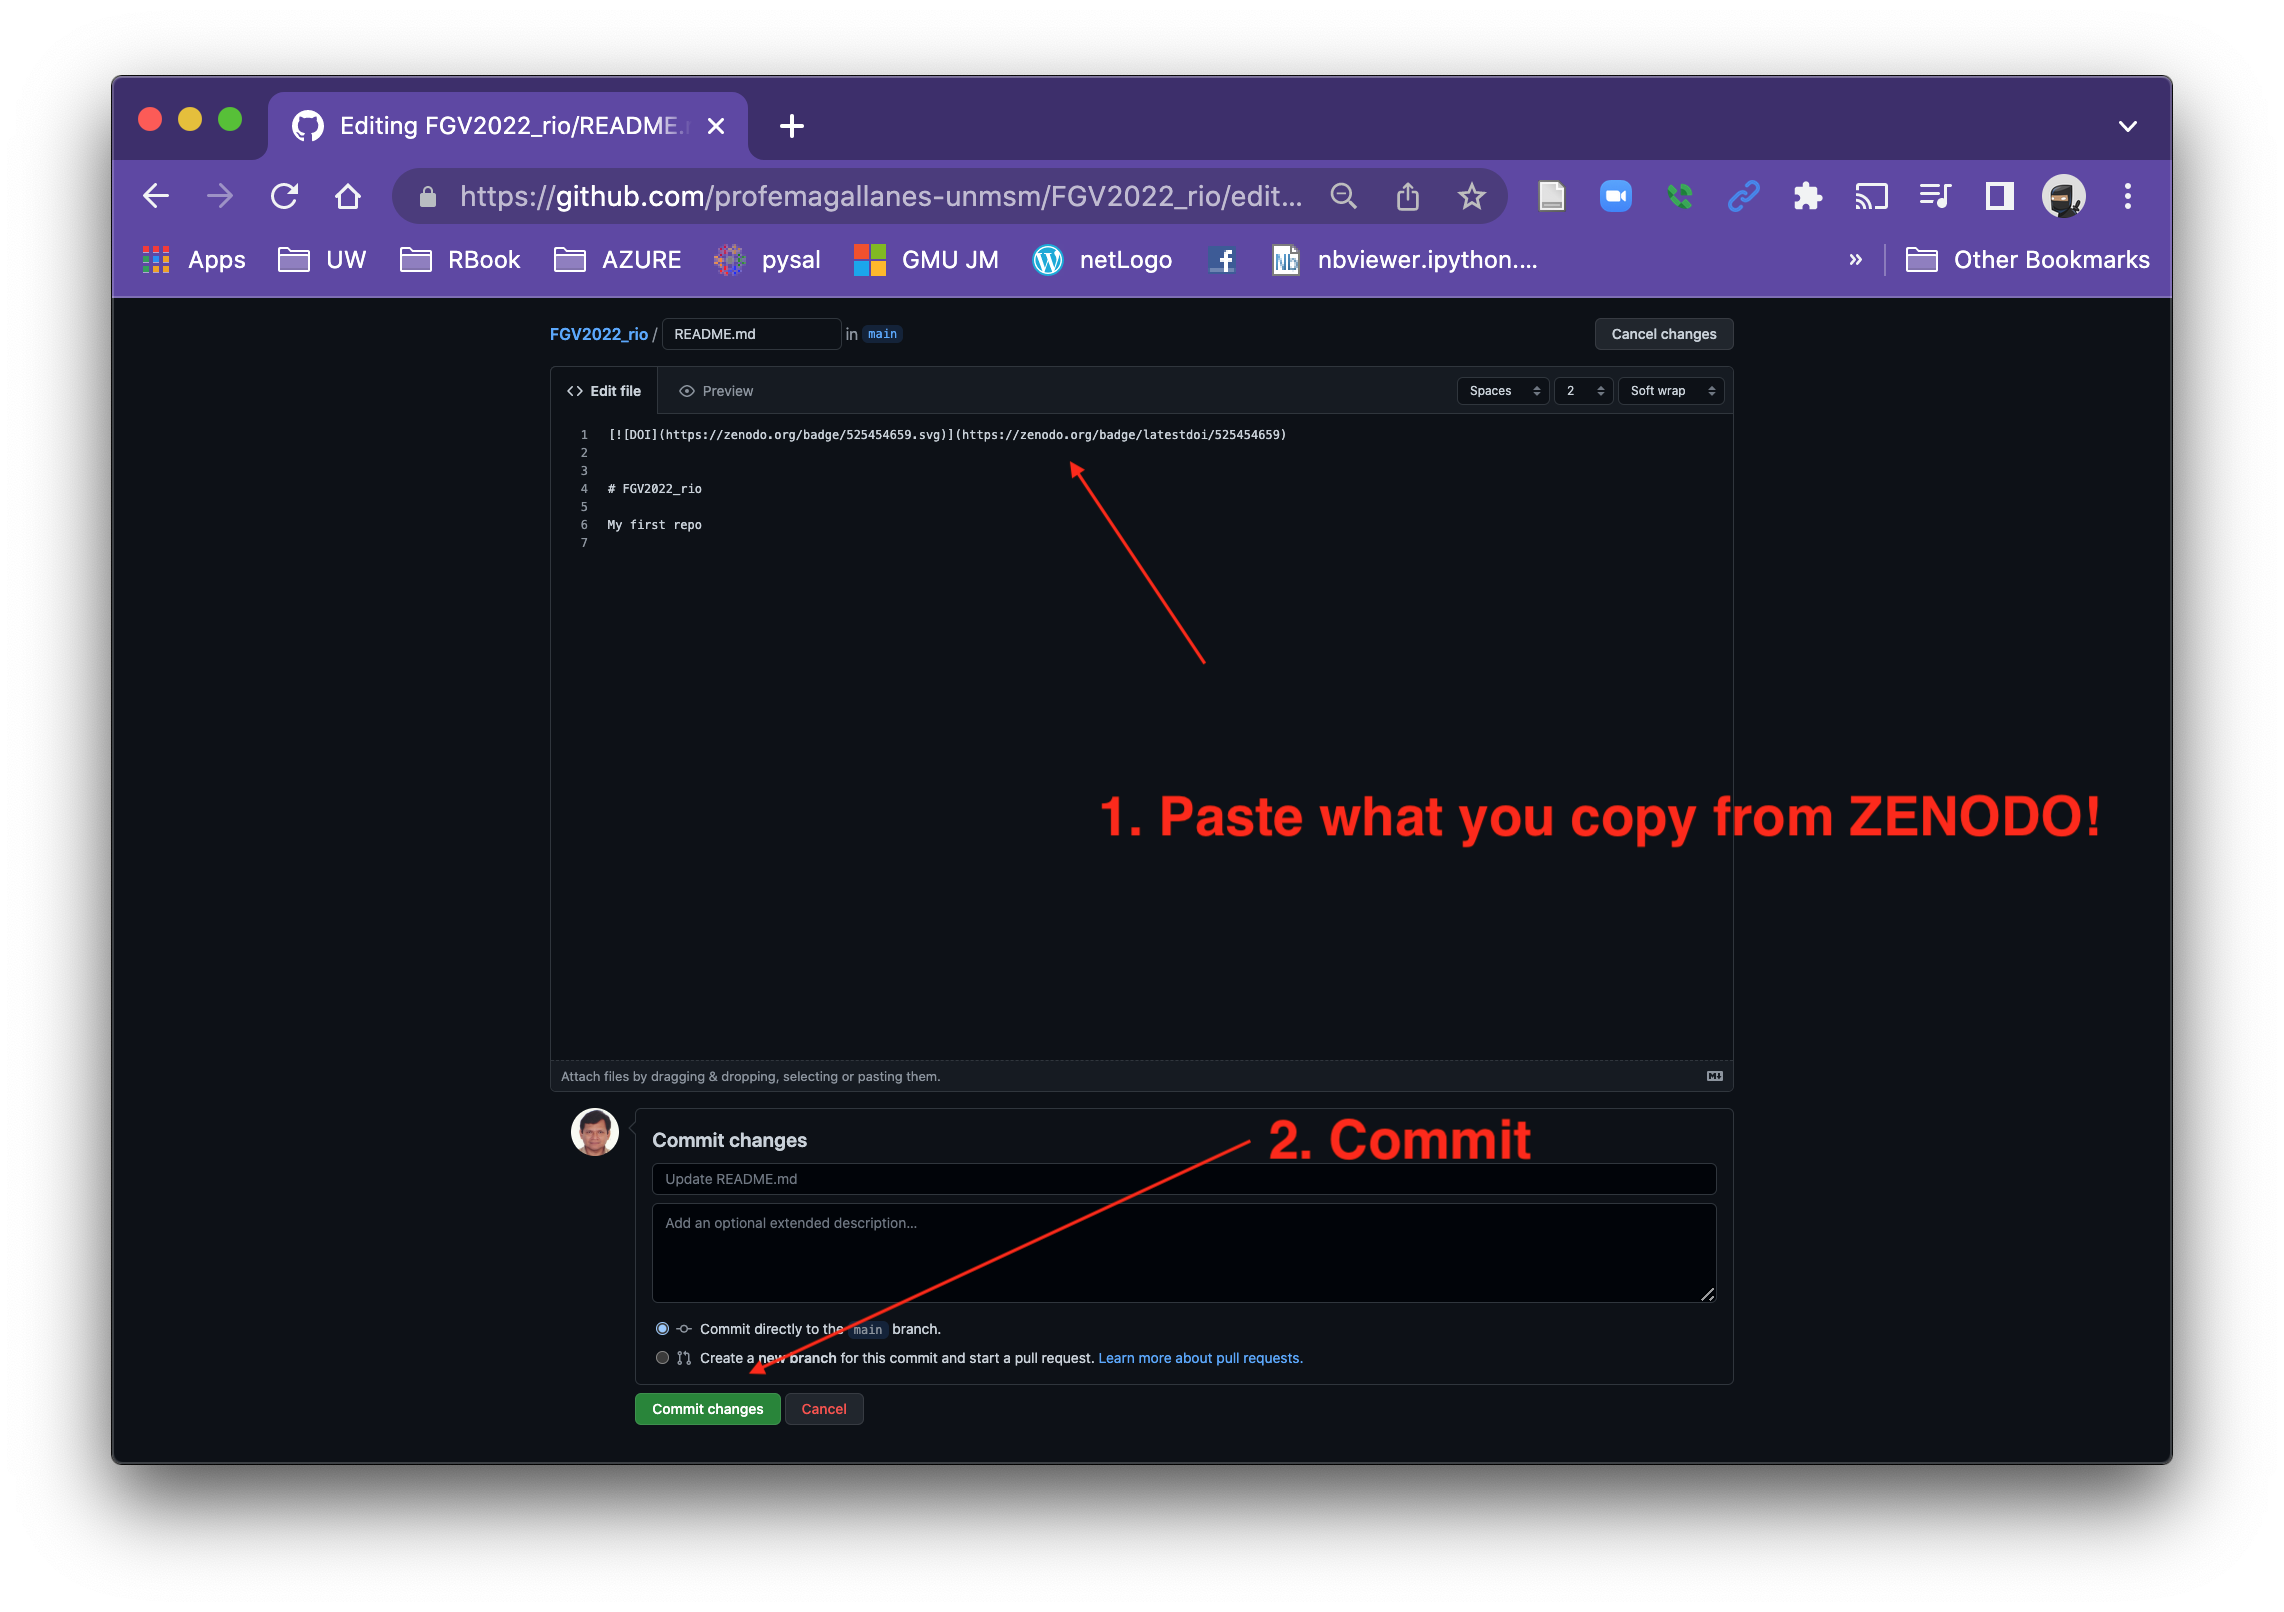 Editing FGV2022_rio/README.
https://github.com/profemagallanes-unmsm/FGV2022_rio/edit...
Apps UW RBook AZURE pysal GMU JM netLogo nbviewer.ipython.... » Other Bookmarks
FGV2022_rio / README.md in main Cancel changes
Edit file Preview Spaces 2 Soft wrap
1 [![DOI](https://zenodo.org/badge/525454659.svg)](https://zenodo.org/badge/latestdoi/525454659)
2
3
4 # FGV2022_rio
5
6 My first repo
7
1. Paste what you copy from ZENODO!
Attach files by dragging & dropping, selecting or pasting them.
Commit changes
2. Commit
Update README.md
Add an optional extended description...
Commit directly to the main branch.
Create a new branch for this commit and start a pull request. Learn more about pull requests.
Commit changes Cancel